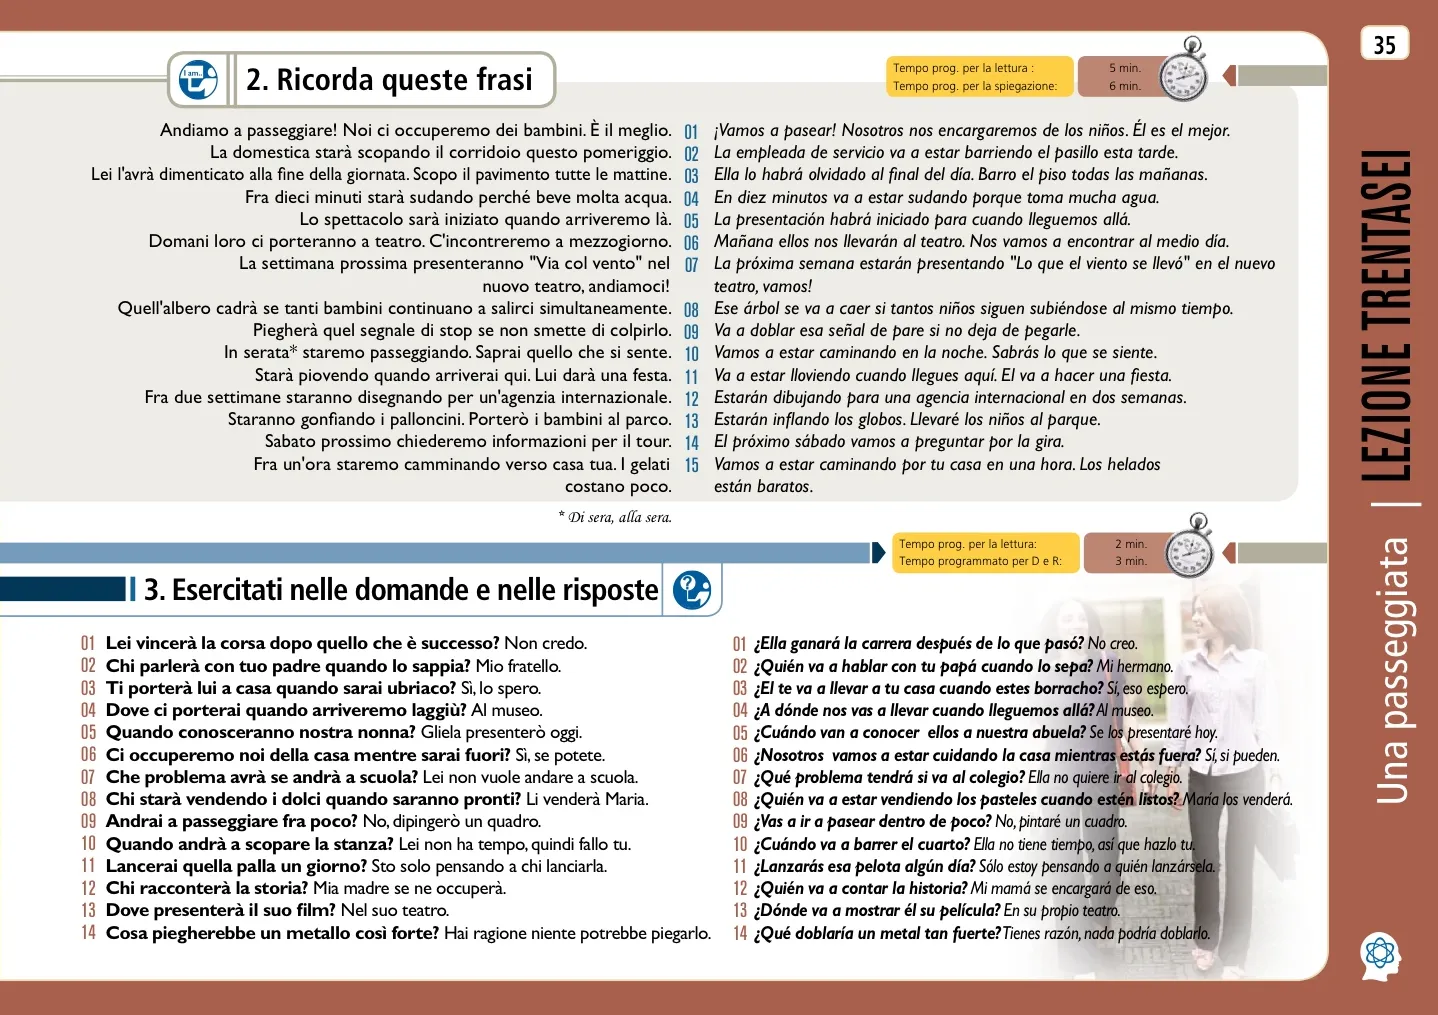 35
I am..
2. Ricorda queste frasi
Tempo prog. per la lettura : 5 min.
Tempo prog. per la spiegazione: 6 min.
Andiamo a passeggiare! Noi ci occuperemo dei bambini. È il meglio. 01 ¡Vamos a pasear! Nosotros nos encargaremos de los niños. Él es el mejor.
La domestica starà scopando il corridoio questo pomeriggio. 02 La empleada de servicio va a estar barriendo el pasillo esta tarde.
Lei l'avrà dimenticato alla fine della giornata. Scopo il pavimento tutte le mattine. 03 Ella lo habrá olvidado al final del día. Barro el piso todas las mañanas.
Fra dieci minuti starà sudando perché beve molta acqua. 04 En diez minutos va a estar sudando porque toma mucha agua.
Lo spettacolo sarà iniziato quando arriveremo là. 05 La presentación habrá iniciado para cuando lleguemos allá.
Domani loro ci porteranno a teatro. C'incontreremo a mezzogiorno. 06 Mañana ellos nos llevarán al teatro. Nos vamos a encontrar al medio día.
La settimana prossima presenteranno "Via col vento" nel 07 La próxima semana estarán presentando "Lo que el viento se llevó" en el nuevo
nuovo teatro, andiamoci! teatro, vamos!
Quell'albero cadrà se tanti bambini continuano a salirci simultaneamente. 08 Ese árbol se va a caer si tantos niños siguen subiéndose al mismo tiempo.
Piegherà quel segnale di stop se non smette di colpirlo. 09 Va a doblar esa señal de pare si no deja de pegarle.
In serata* staremo passeggiando. Saprai quello che si sente. 10 Vamos a estar caminando en la noche. Sabrás lo que se siente.
Starà piovendo quando arriverai qui. Lui darà una festa. 11 Va a estar lloviendo cuando llegues aquí. El va a hacer una fiesta.
Fra due settimane staranno disegnando per un'agenzia internazionale. 12 Estarán dibujando para una agencia internacional en dos semanas.
Staranno gonfiando i palloncini. Porterò i bambini al parco. 13 Estarán inflando los globos. Llevaré los niños al parque.
Sabato prossimo chiederemo informazioni per il tour. 14 El próximo sábado vamos a preguntar por la gira.
Fra un'ora staremo camminando verso casa tua. I gelati 15 Vamos a estar caminando por tu casa en una hora. Los helados
costano poco. están baratos.
* Di sera, alla sera.
Tempo prog. per la lettura: 2 min.
Tempo programmato per D e R: 3 min.
3. Esercitati nelle domande e nelle risposte
01 Lei vincerà la corsa dopo quello che è successo? Non credo.
02 Chi parlerà con tuo padre quando lo sappia? Mio fratello.
03 Ti porterà lui a casa quando sarai ubriaco? Sì, lo spero.
04 Dove ci porterai quando arriveremo laggiù? Al museo.
05 Quando conosceranno nostra nonna? Gliela presenterò oggi.
06 Ci occuperemo noi della casa mentre sarai fuori? Sì, se potete.
07 Che problema avrà se andrà a scuola? Lei non vuole andare a scuola.
08 Chi starà vendendo i dolci quando saranno pronti? Li venderà Maria.
09 Andrai a passeggiare fra poco? No, dipingerò un quadro.
10 Quando andrà a scopare la stanza? Lei non ha tempo, quindi fallo tu.
11 Lancerai quella palla un giorno? Sto solo pensando a chi lanciarla.
12 Chi racconterà la storia? Mia madre se ne occuperà.
13 Dove presenterà il suo film? Nel suo teatro.
14 Cosa piegherebbe un metallo così forte? Hai ragione niente potrebbe piegarlo.
01 ¿Ella ganará la carrera después de lo que pasó? No creo.
02 ¿Quién va a hablar con tu papá cuando lo sepa? Mi hermano.
03 ¿El te va a llevar a tu casa cuando estes borracho? Sí, eso espero.
04 ¿A dónde nos vas a llevar cuando lleguemos allá? Al museo.
05 ¿Cuándo van a conocer ellos a nuestra abuela? Se los presentaré hoy.
06 ¿Nosotros vamos a estar cuidando la casa mientras estás fuera? Sí, si pueden.
07 ¿Qué problema tendrá si va al colegio? Ella no quiere ir al colegio.
08 ¿Quién va a estar vendiendo los pasteles cuando estén listos? María los venderá.
09 ¿Vas a ir a pasear dentro de poco? No, pintaré un cuadro.
10 ¿Cuándo va a barrer el cuarto? Ella no tiene tiempo, así que hazlo tu.
11 ¿Lanzarás esa pelota algún día? Sólo estoy pensando a quién lanzársela.
12 ¿Quién va a contar la historia? Mi mamá se encargará de eso.
13 ¿Dónde va a mostrar él su película? En su propio teatro.
14 ¿Qué doblaría un metal tan fuerte? Tienes razón, nada podría doblarlo.
Una passeggiata | LEZIONE TRENTASEI